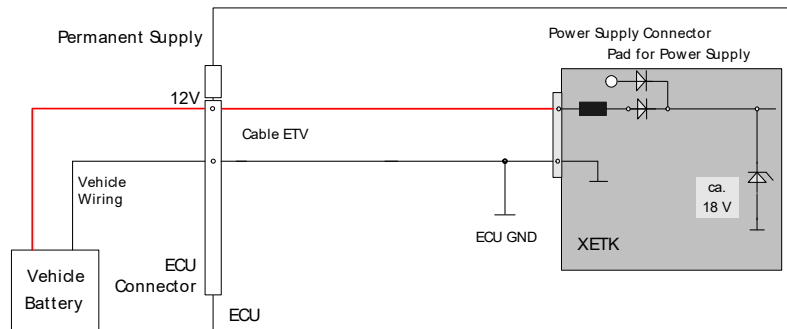 Permanent Supply
Power Supply Connector
Pad for Power Supply
12V
Cable ETV
Vehicle
Wiring
ca.
18 V
ECU GND
XETK
ECU
Connector
Vehicle
Battery
ECU